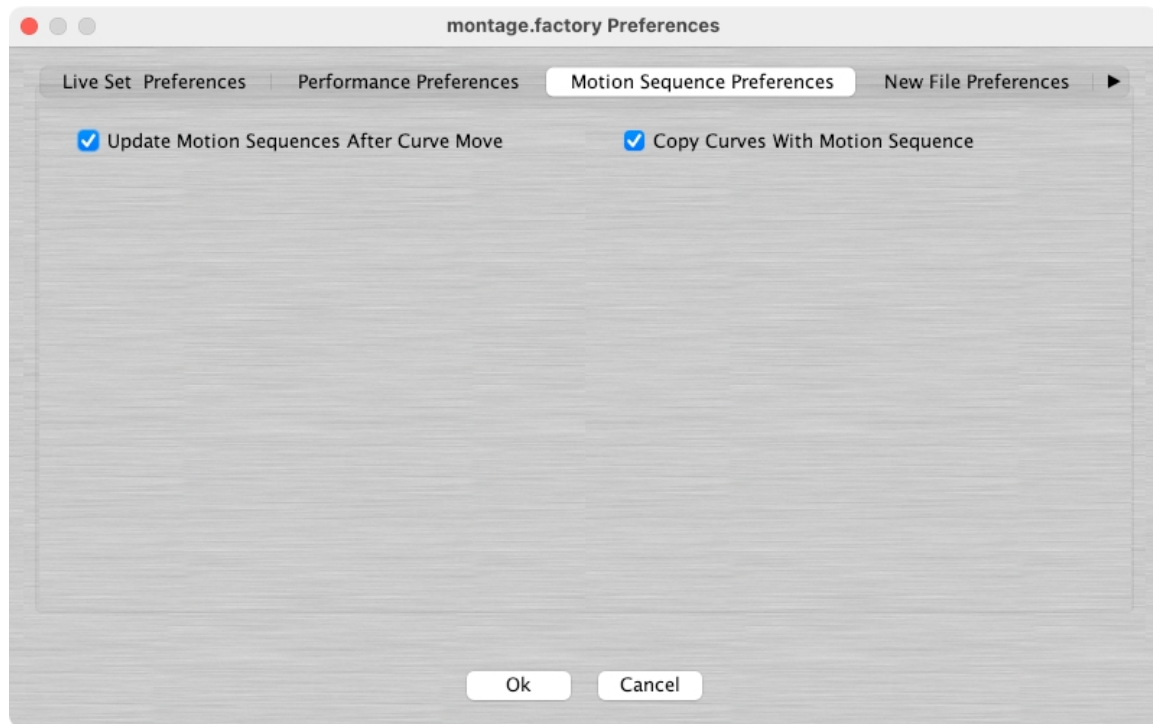 montage.factory Preferences
Live Set  Preferences Performance Preferences Motion Sequence Preferences New File Preferences
Update Motion Sequences After Curve Move Copy Curves With Motion Sequence
Ok Cancel